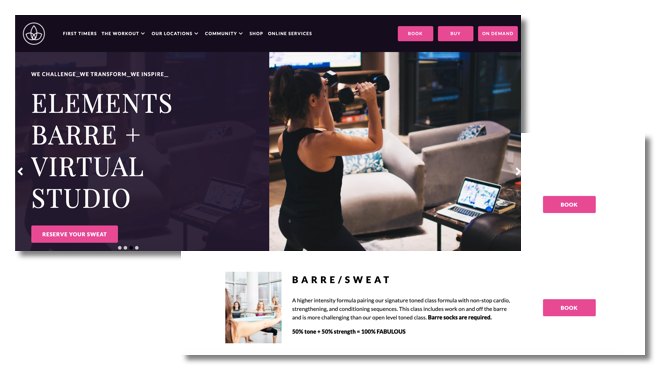 FIRST TIMERS THE WORKOUT OUR LOCATIONS COMMUNITY SHOP ONLINE SERVICES BOOK BUY ON DEMAND
WE CHALLENGE_WE TRANSFORM_WE INSPIRE_
ELEMENTS
BARRE +
VIRTUAL
STUDIO
RESERVE YOUR SWEAT
BOOK
BARRE/SWEAT
A higher intensity formula pairing our signature toned class formula with non-stop cardio,
strengthening, and conditioning sequences. This class includes work on and off the barre
and is more challenging than our open level toned class. Barre socks are required.
50% tone + 50% strength = 100% FABULOUS
BOOK